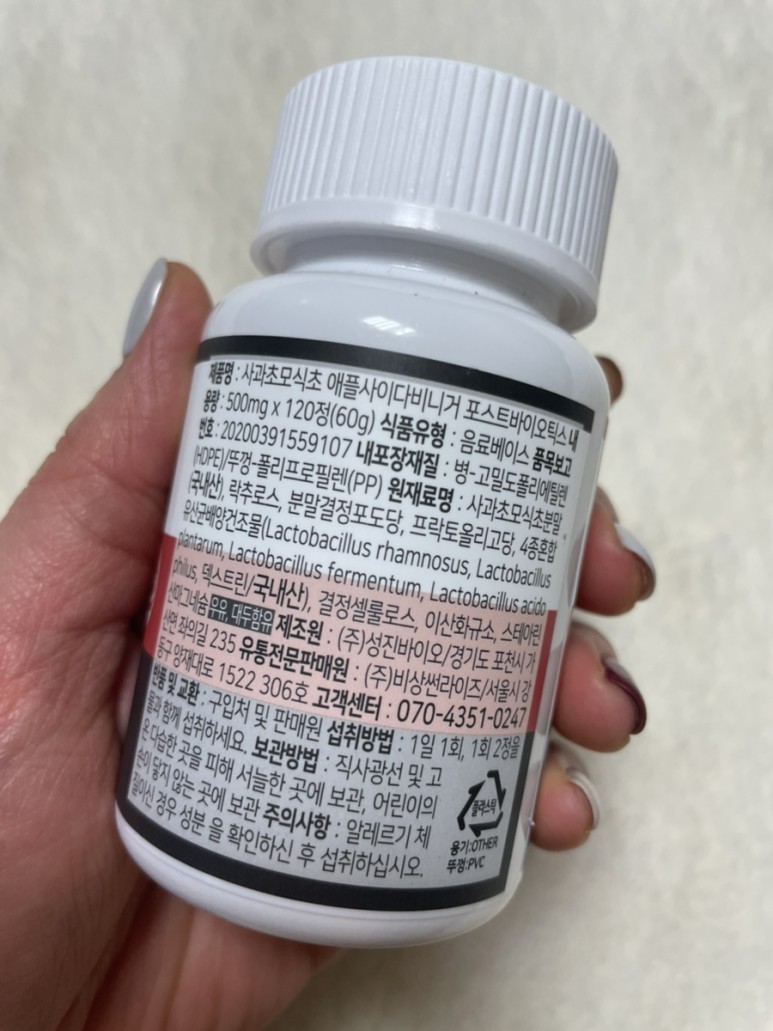 제품명 : 사과초모식초 애플사이다비니거 포스트바이오틱스 내
용량 : 500mg x 120정(60g) 식품유형 : 음료베이스 품목보고
번호 : 20200391559107 내포장재질 : 병-고밀도폴리에틸렌
(HDPE)/뚜껑-폴리프로필렌(PP) 원재료명 : 사과초모식초분말
(국내산), 락추로스, 분말결정포도당, 프락토올리고당, 4종혼합
유산균배양건조물(Lactobacillus rhamnosus, Lactobacillus
plantarum, Lactobacillus fermentum, Lactobacillus acido
philus, 덱스트린/국내산), 결정셀룰로스, 이산화규소, 스테아린
산마그네슘 우유, 대두함유 제조원 : (주)성진바이오/경기도 포천시 가
산면 좌의길 235 유통전문판매원 : (주)비상썬라이즈/서울시 강
동구 양재대로 1522 306호 고객센터 : 070-4351-0247
반품 및 교환 : 구입처 및 판매원 섭취방법 : 1일 1회, 1회 2정을
물과 함께 섭취하세요. 보관방법 : 직사광선 및 고
온다습한 곳을 피해 서늘한 곳에 보관, 어린이의
손이 닿지 않는 곳에 보관 주의사항 : 알레르기 체
질이신 경우 성분 을 확인하신 후 섭취하십시오.
플라스틱
용기:OTHER
뚜껑:PVC